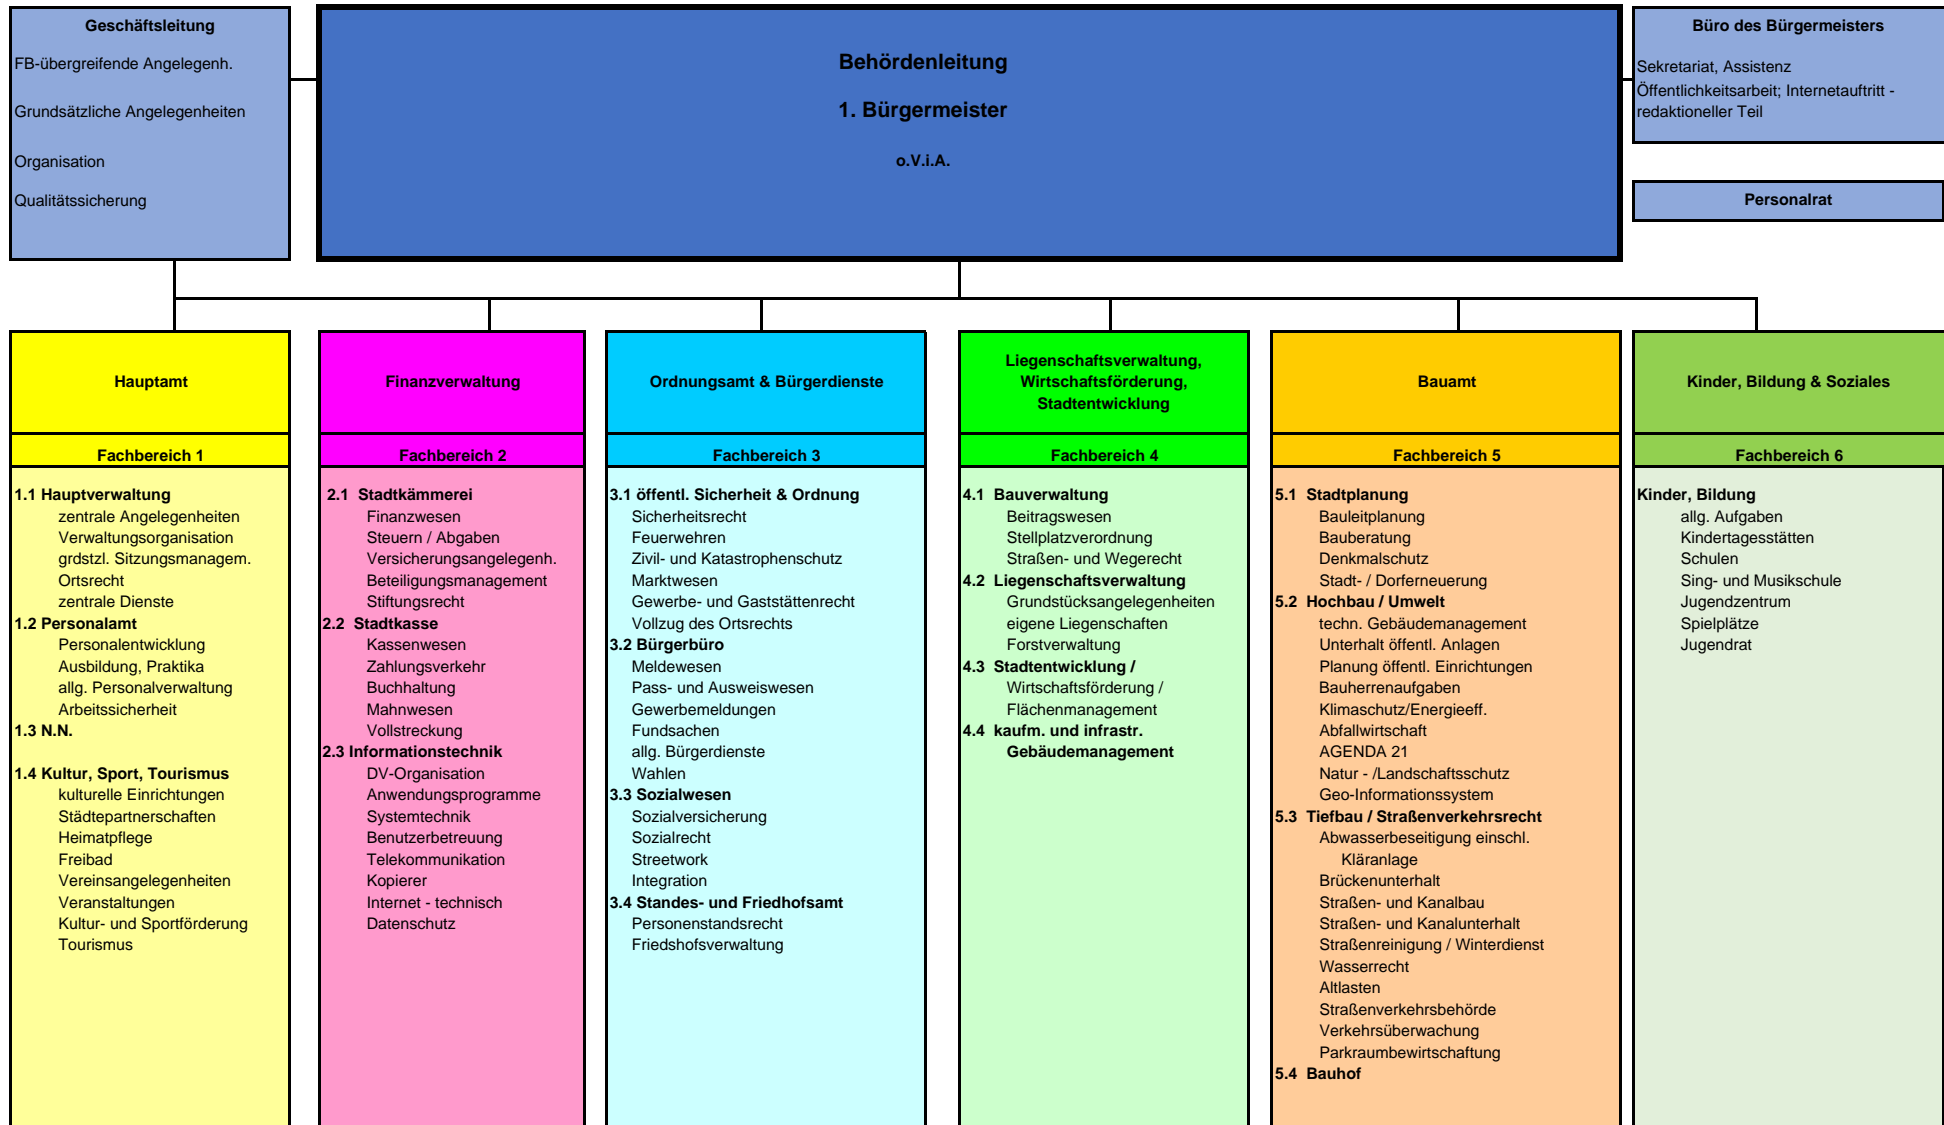 Geschäftsleitung
FB-übergreifende Angelegenh.
Grundsätzliche Angelegenheiten
Organisation
Qualitätssicherung
Behördenleitung
1. Bürgermeister
o.V.i.A.
Büro des Bürgermeisters
Sekretariat, Assistenz
Öffentlichkeitsarbeit; Internetauftritt -
redaktioneller Teil
Personalrat
Hauptamt
Fachbereich 1
1.1 Hauptverwaltung
zentrale Angelegenheiten
Verwaltungsorganisation
grdstzl. Sitzungsmanagem.
Ortsrecht
zentrale Dienste
1.2 Personalamt
Personalentwicklung
Ausbildung, Praktika
allg. Personalverwaltung
Arbeitssicherheit
1.3 N.N.
1.4 Kultur, Sport, Tourismus
kulturelle Einrichtungen
Städtepartnerschaften
Heimatpflege
Freibad
Vereinsangelegenheiten
Veranstaltungen
Kultur- und Sportförderung
Tourismus
Finanzverwaltung
Fachbereich 2
2.1 Stadtkämmerei
Finanzwesen
Steuern / Abgaben
Versicherungsangelegenh.
Beteiligungsmanagement
Stiftungsrecht
2.2 Stadtkasse
Kassenwesen
Zahlungsverkehr
Buchhaltung
Mahnwesen
Vollstreckung
2.3 Informationstechnik
DV-Organisation
Anwendungsprogramme
Systemtechnik
Benutzerbetreuung
Telekommunikation
Kopierer
Internet - technisch
Datenschutz
Ordnungsamt & Bürgerdienste
Fachbereich 3
3.1 öffentl. Sicherheit & Ordnung
Sicherheitsrecht
Feuerwehren
Zivil- und Katastrophenschutz
Marktwesen
Gewerbe- und Gaststättenrecht
Vollzug des Ortsrechts
3.2 Bürgerbüro
Meldewesen
Pass- und Ausweiswesen
Gewerbemeldungen
Fundsachen
allg. Bürgerdienste
Wahlen
3.3 Sozialwesen
Sozialversicherung
Sozialrecht
Streetwork
Integration
3.4 Standes- und Friedhofsamt
Personenstandsrecht
Friedshofsverwaltung
Liegenschaftsverwaltung,
Wirtschaftsförderung,
Stadtentwicklung
Fachbereich 4
4.1 Bauverwaltung
Beitragswesen
Stellplatzverordnung
Straßen- und Wegerecht
4.2 Liegenschaftsverwaltung
Grundstücksangelegenheiten
eigene Liegenschaften
Forstverwaltung
4.3 Stadtentwicklung /
Wirtschaftsförderung /
Flächenmanagement
4.4 kaufm. und infrastr.
Gebäudemanagement
Bauamt
Fachbereich 5
5.1 Stadtplanung
Bauleitplanung
Bauberatung
Denkmalschutz
Stadt- / Dorferneuerung
5.2 Hochbau / Umwelt
techn. Gebäudemanagement
Unterhalt öffentl. Anlagen
Planung öffentl. Einrichtungen
Bauherrenaufgaben
Klimaschutz/Energieeff.
Abfallwirtschaft
AGENDA 21
Natur - /Landschaftsschutz
Geo-Informationssystem
5.3 Tiefbau / Straßenverkehrsrecht
Abwasserbeseitigung einschl.
Kläranlage
Brückenunterhalt
Straßen- und Kanalbau
Straßen- und Kanalunterhalt
Straßenreinigung / Winterdienst
Wasserrecht
Altlasten
Straßenverkehrsbehörde
Verkehrsüberwachung
Parkraumbewirtschaftung
5.4 Bauhof
Kinder, Bildung & Soziales
Fachbereich 6
Kinder, Bildung
allg. Aufgaben
Kindertagesstätten
Schulen
Sing- und Musikschule
Jugendzentrum
Spielplätze
Jugendrat